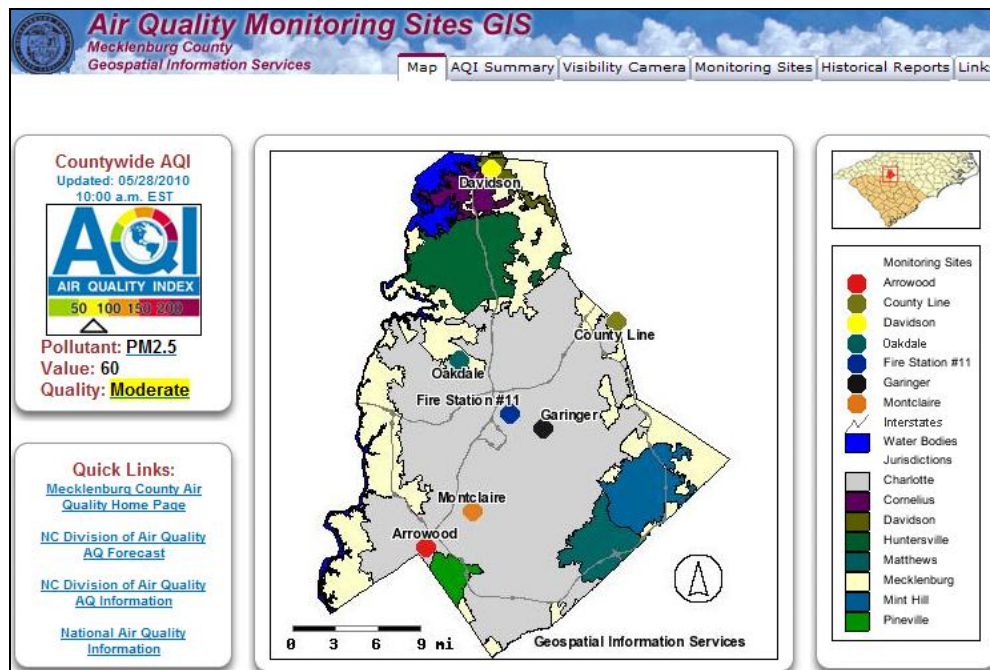 Air Quality Monitoring Sites GIS
Mecklenburg County
Geospatial Information Services
Map
AQI Summary
Visibility Camera
Monitoring Sites
Historical Reports
Link
Countywide AQI
Updated: 05/28/2010
10:00 a.m. EST
AQI
AIR QUALITY INDEX
50 100 150 200
Pollutant: PM2.5
Value: 60
Quality: Moderate
Quick Links:
Mecklenburg County Air
Quality Home Page
NC Division of Air Quality
AQ Forecast
NC Division of Air Quality
AQ Information
National Air Quality
Information
Davidson
County Line
Oakdale
Fire Station #11
Garinger
Montclaire
Arrowood
0 3 6 9 mi
Geospatial Information Services
Monitoring Sites
Arrowood
County Line
Davidson
Oakdale
Fire Station #11
Garinger
Montclaire
Interstates
Water Bodies
Jurisdictions
Charlotte
Cornelius
Davidson
Huntersville
Matthews
Mecklenburg
Mint Hill
Pineville